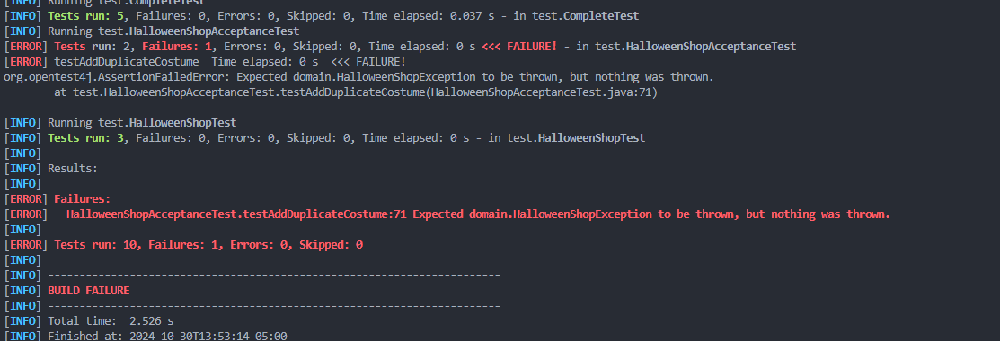 [INFO] Running test.CompleteTest
[INFO] Tests run: 5, Failures: 0, Errors: 0, Skipped: 0, Time elapsed: 0.037 s - in test.CompleteTest
[INFO] Running test.HalloweenShopAcceptanceTest
[ERROR] Tests run: 2, Failures: 1, Errors: 0, Skipped: 0, Time elapsed: 0 s <<< FAILURE! - in test.HalloweenShopAcceptanceTest
[ERROR] testAddDuplicateCostume  Time elapsed: 0 s  <<< FAILURE!
org.opentest4j.AssertionFailedError: Expected domain.HalloweenShopException to be thrown, but nothing was thrown.
        at test.HalloweenShopAcceptanceTest.testAddDuplicateCostume(HalloweenShopAcceptanceTest.java:71)

[INFO] Running test.HalloweenShopTest
[INFO] Tests run: 3, Failures: 0, Errors: 0, Skipped: 0, Time elapsed: 0 s - in test.HalloweenShopTest
[INFO]
[INFO] Results:
[INFO]
[ERROR] Failures:
[ERROR]   HalloweenShopAcceptanceTest.testAddDuplicateCostume:71 Expected domain.HalloweenShopException to be thrown, but nothing was thrown.
[INFO]
[ERROR] Tests run: 10, Failures: 1, Errors: 0, Skipped: 0
[INFO]
[INFO] ------------------------------------------------------------------------
[INFO] BUILD FAILURE
[INFO] ------------------------------------------------------------------------
[INFO] Total time:  2.526 s
[INFO] Finished at: 2024-10-30T13:53:14-05:00